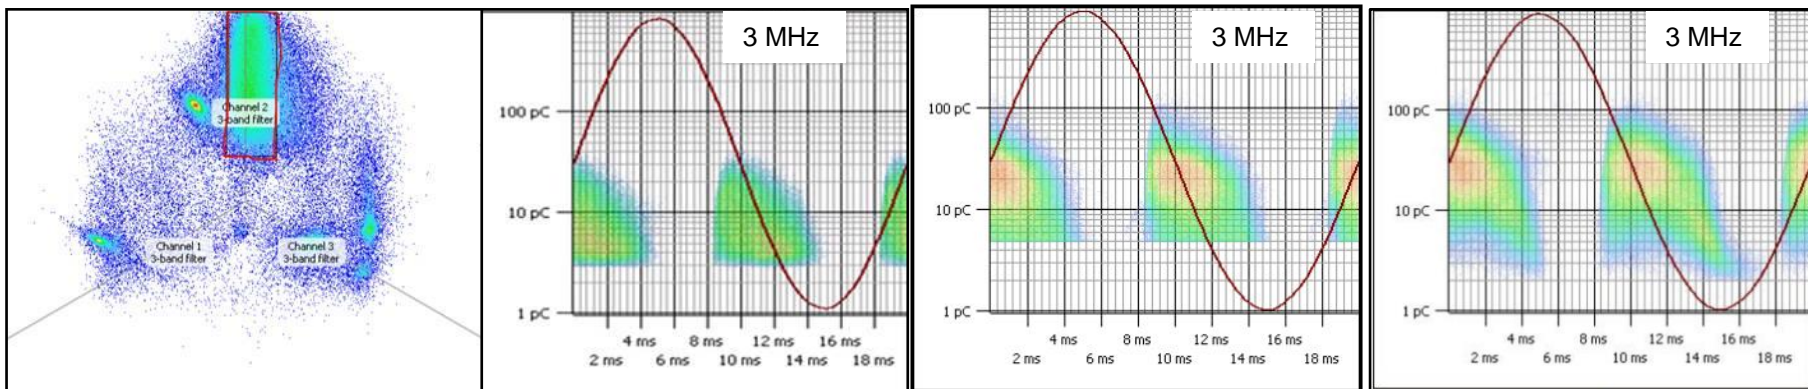 Channel 2
3-band filter
Channel 1
3-band filter
Channel 3
3-band filter
3 MHz
100 pC
10 pC
1 pC
4 ms 8 ms 12 ms 16 ms
2 ms 6 ms 10 ms 14 ms 18 ms
3 MHz
100 pC
10 pC
1 pC
4 ms 8 ms 12 ms 16 ms
2 ms 6 ms 10 ms 14 ms 18 ms
3 MHz
100 pC
10 pC
1 pC
4 ms 8 ms 12 ms 16 ms
2 ms 6 ms 10 ms 14 ms 18 ms